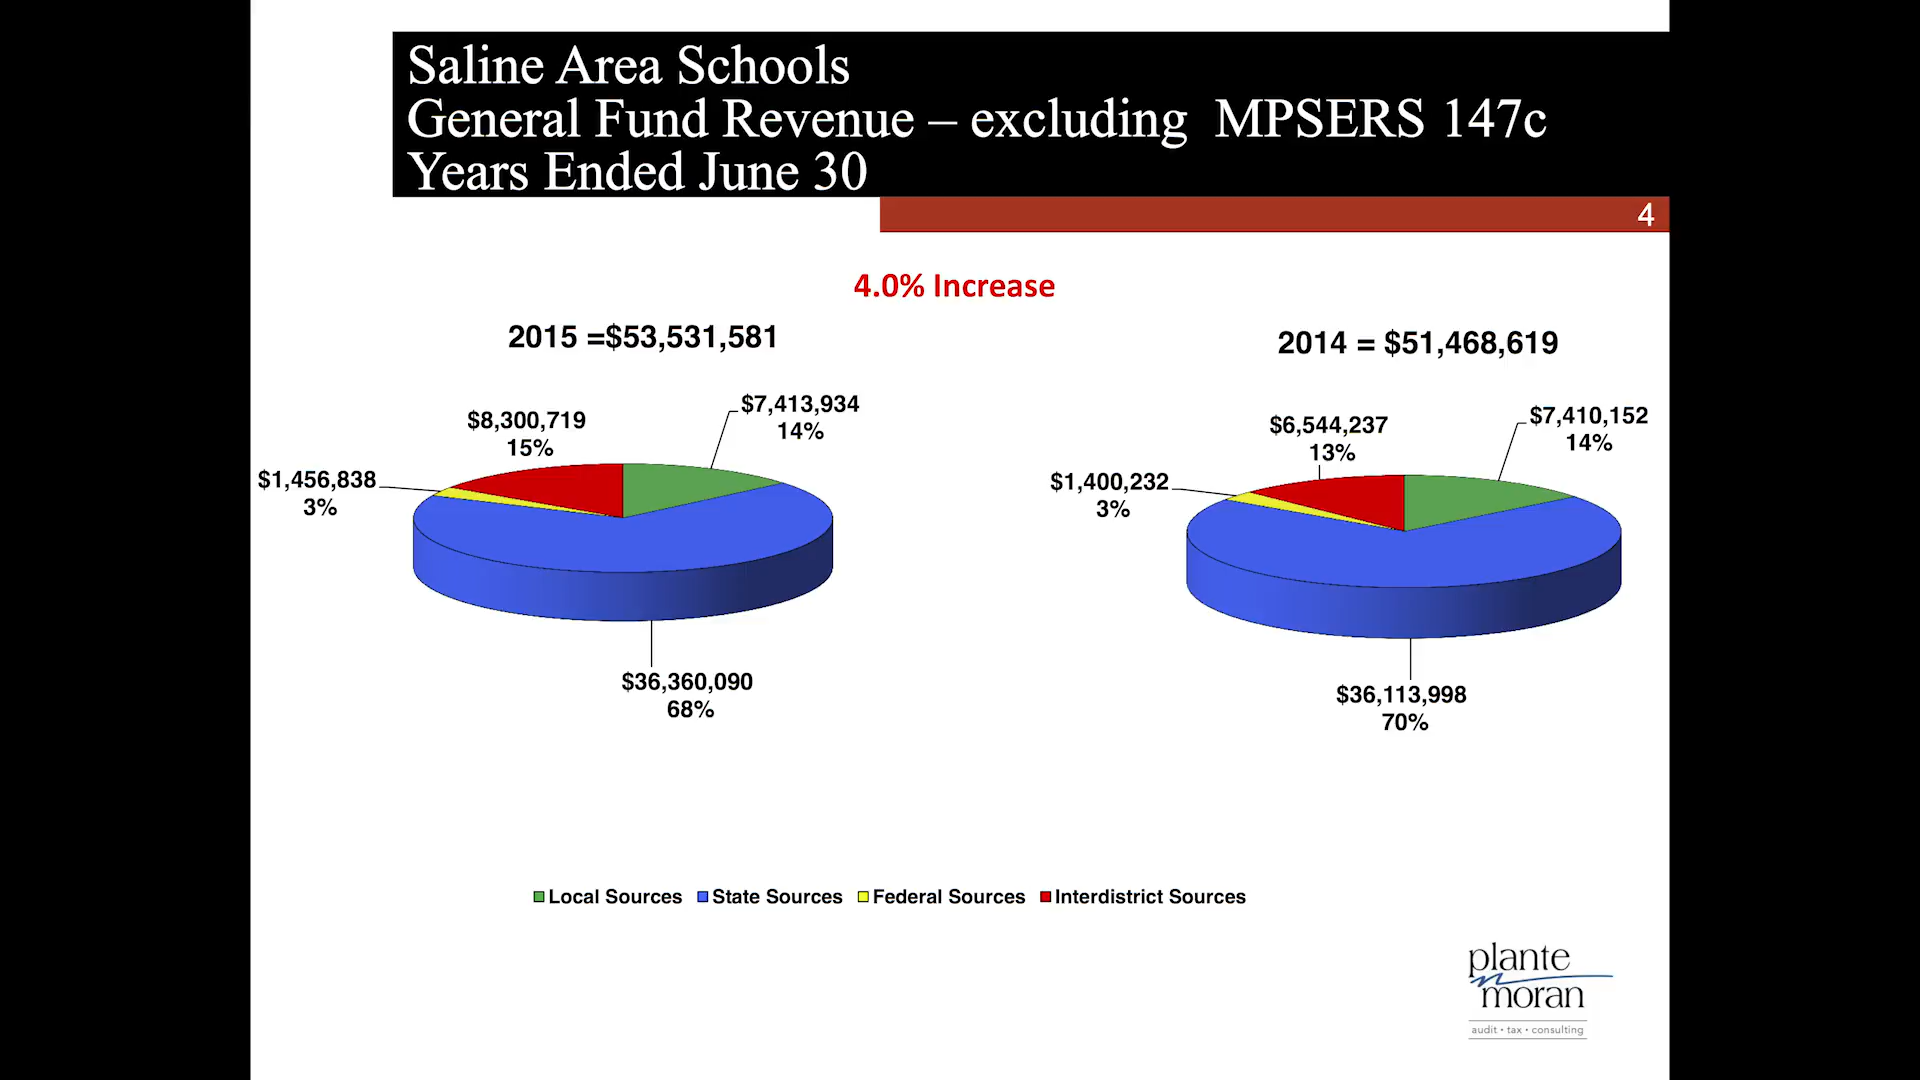 Saline Area Schools
General Fund Revenue – excluding MPSERS 147c
Years Ended June 30
4
4.0% Increase
2015 =$53,531,581
$8,300,719
15%
$7,413,934
14%
$1,456,838
3%
$36,360,090
68%
2014 = $51,468,619
$6,544,237
13%
$7,410,152
14%
$1,400,232
3%
$36,113,998
70%
Local Sources State Sources Federal Sources Interdistrict Sources
plante
moran
audit • tax • consulting